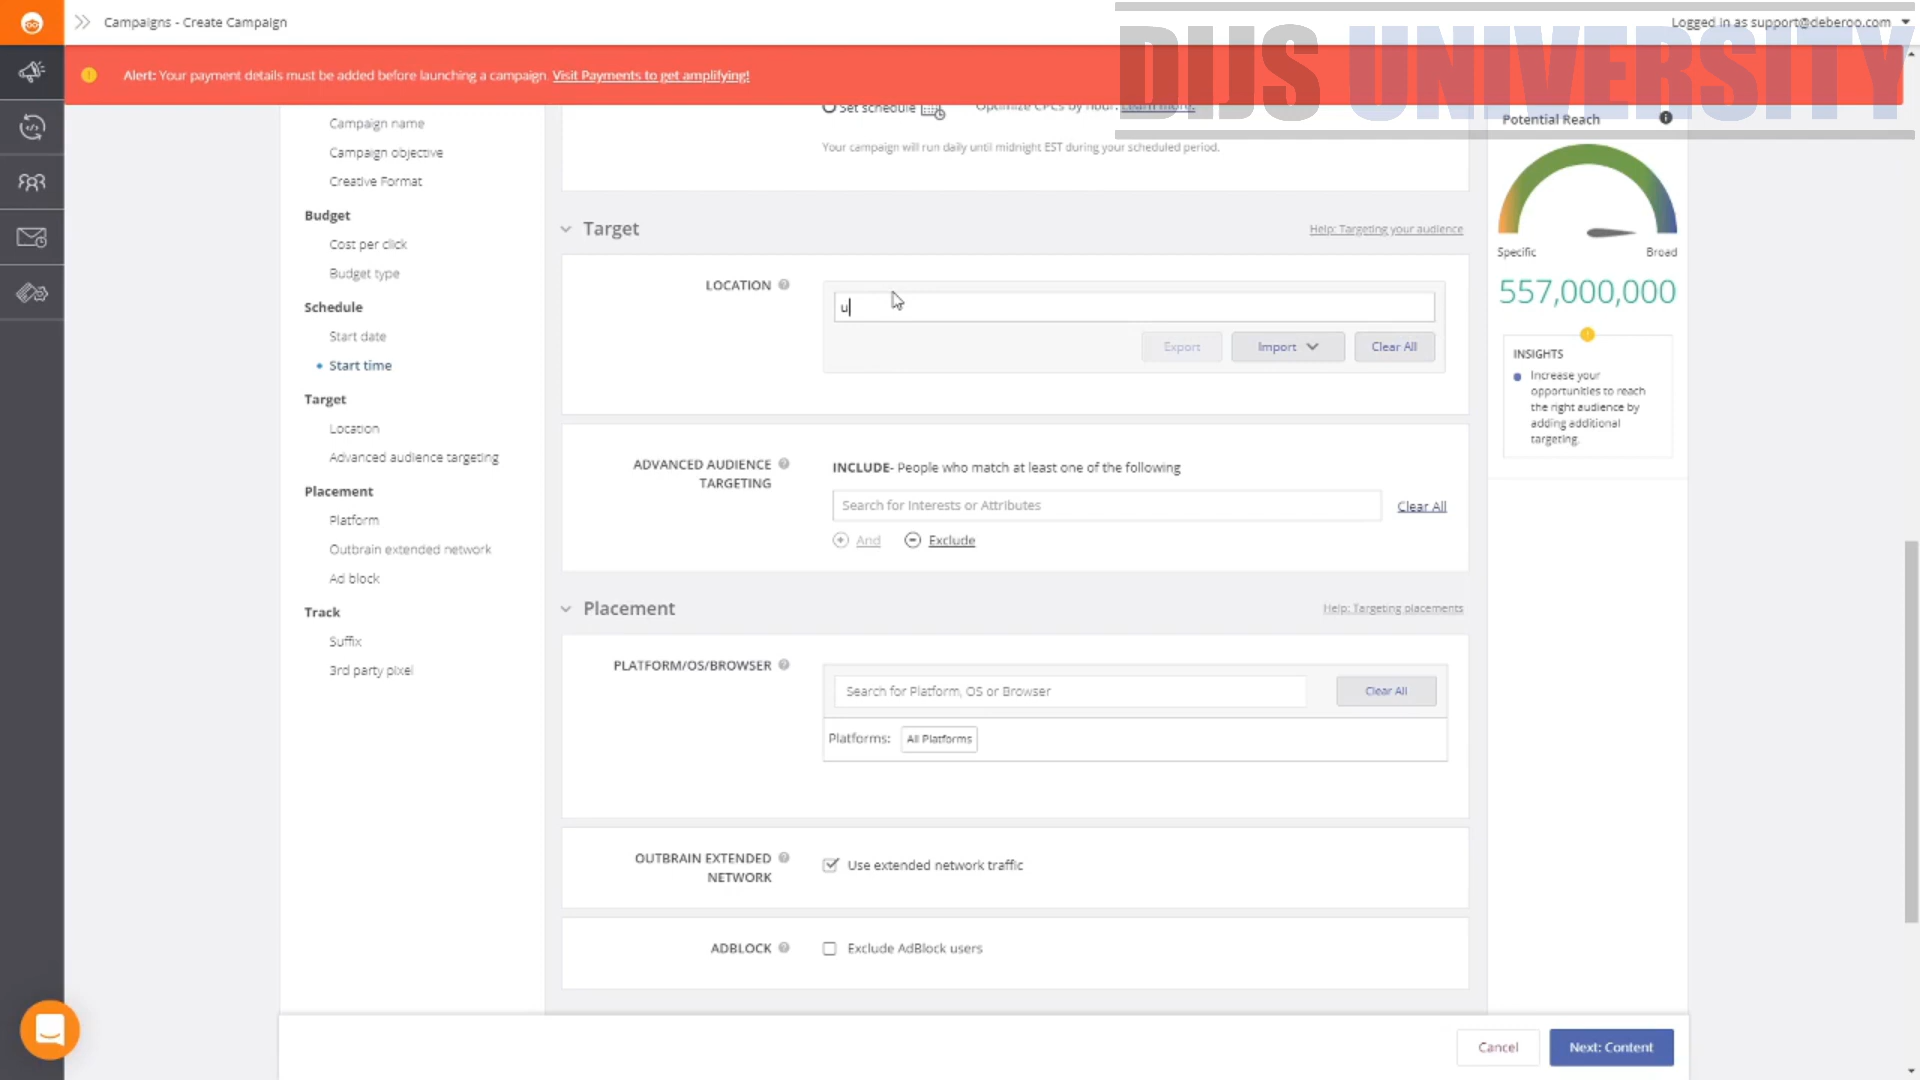 Campaigns - Create Campaign
Logged in as support@deberoo.com
DIJS UNIVERSITY
Alert: Your payment details must be added before launching a campaign. Visit Payments to get amplifying!
Campaign name
Campaign objective
Creative Format
Budget
Cost per click
Budget type
Schedule
Start date
Start time
Target
Location
Advanced audience targeting
Placement
Platform
Outbrain extended network
Ad block
Track
Suffix
3rd party pixel
Set schedule
Optimize CPCs by hour. Learn more.
Your campaign will run daily until midnight EST during your scheduled period.
Target
Help: Targeting your audience
LOCATION
u
Export
Import
Clear All
ADVANCED AUDIENCE
TARGETING
INCLUDE- People who match at least one of the following
Search for Interests or Attributes
Clear All
And
Exclude
Placement
Help: Targeting placements
PLATFORM/OS/BROWSER
Search for Platform, OS or Browser
Clear All
Platforms: All Platforms
OUTBRAIN EXTENDED
NETWORK
Use extended network traffic
ADBLOCK
Exclude AdBlock users
Potential Reach
Specific
Broad
557,000,000
INSIGHTS
Increase your
opportunities to reach
the right audience by
adding additional
targeting.
Cancel
Next: Content